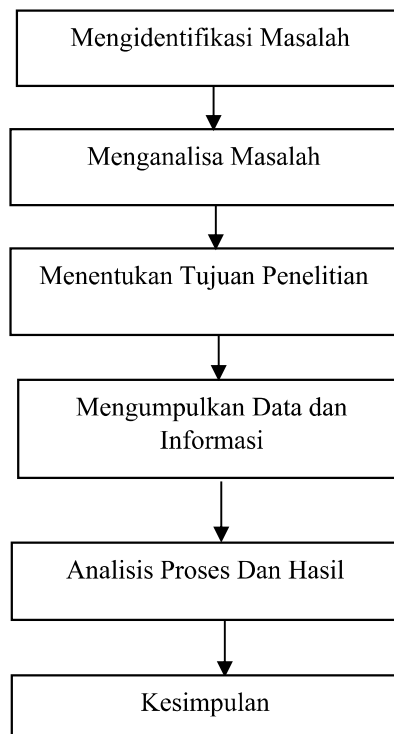 Mengidentifikasi Masalah
Menganalisa Masalah
Menentukan Tujuan Penelitian
Mengumpulkan Data dan
Informasi
Analisis Proses Dan Hasil
Kesimpulan